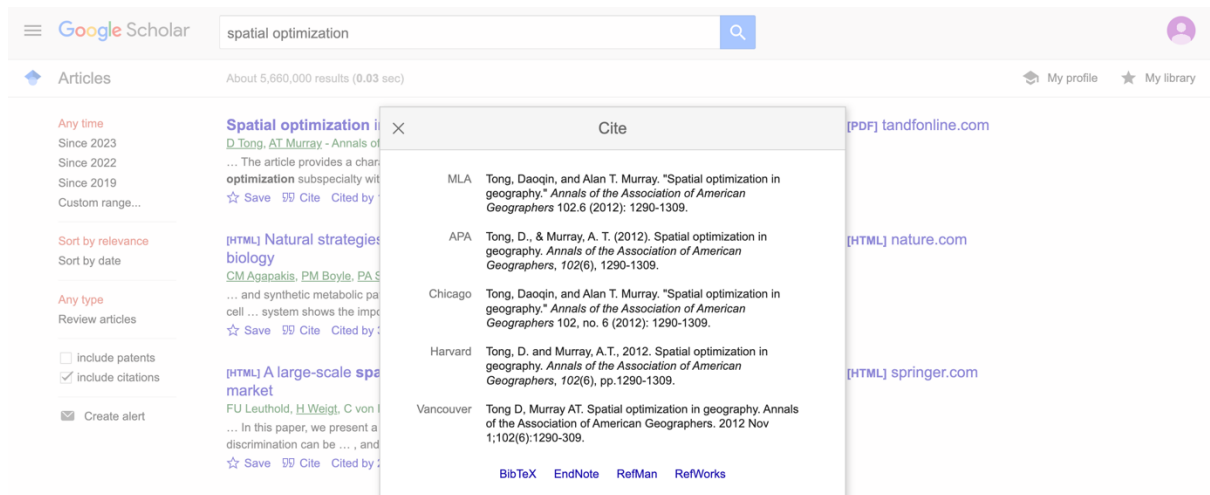 Google Scholar
spatial optimization
Articles
About 5,660,000 results (0.03 sec)
My profile
My library
Any time
Since 2023
Since 2022
Since 2019
Custom range...
Sort by relevance
Sort by date
Any type
Review articles
include patents
include citations
Create alert
Spatial optimization
D Tong, AT Murray - Annals of
… The article provides a
optimization subspecialty
Save Cite Cited by
[PDF] tandfonline.com
[HTML] Natural strategies
biology
CM Agapakis, PM Boyle,
… and synthetic metabolic
cell … system shows the
Save Cite Cited by
[HTML] nature.com
[HTML] A large-scale
market
FU Leuthold, H Weigt, C von
… In this paper, we present a
discrimination can be … , and
Save Cite Cited by
[HTML] springer.com
Cite
MLA Tong, Daoqin, and Alan T. Murray. "Spatial optimization in
geography." Annals of the Association of American
Geographers 102.6 (2012): 1290-1309.
APA Tong, D., & Murray, A. T. (2012). Spatial optimization in
geography. Annals of the Association of American
Geographers, 102(6), 1290-1309.
Chicago Tong, Daoqin, and Alan T. Murray. "Spatial optimization in
geography." Annals of the Association of American
Geographers 102, no. 6 (2012): 1290-1309.
Harvard Tong, D. and Murray, A.T., 2012. Spatial optimization in
geography. Annals of the Association of American
Geographers, 102(6), pp.1290-1309.
Vancouver Tong D, Murray AT. Spatial optimization in geography. Annals
of the Association of American Geographers. 2012 Nov
1;102(6):1290-309.
BibTeX EndNote RefMan RefWorks